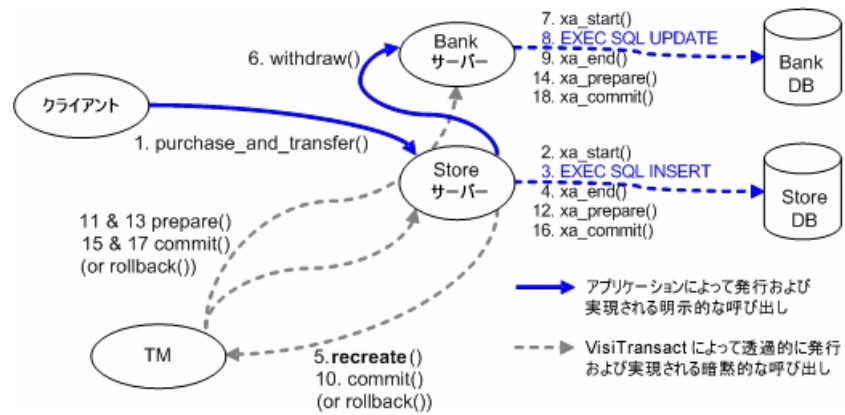 7. xa_start()
8. EXEC SQL UPDATE
9. xa_end()
14. xa_prepare()
18. xa_commit()
Bank
サーバー
6. withdraw()
Bank
DB
クライアント
1. purchase_and_transfer()
2. xa_start()
3. EXEC SQL INSERT
4. xa_end()
12. xa_prepare()
16. xa_commit()
Store
サーバー
Store
DB
11 & 13 prepare()
15 & 17 commit()
(or rollback())
アプリケーションによって発行および
実現される明示的な呼び出し
TM
5.recreate()
10. commit()
(or rollback())
VisiTransact によって透過的に発行
および実現される暗黙的な呼び出し